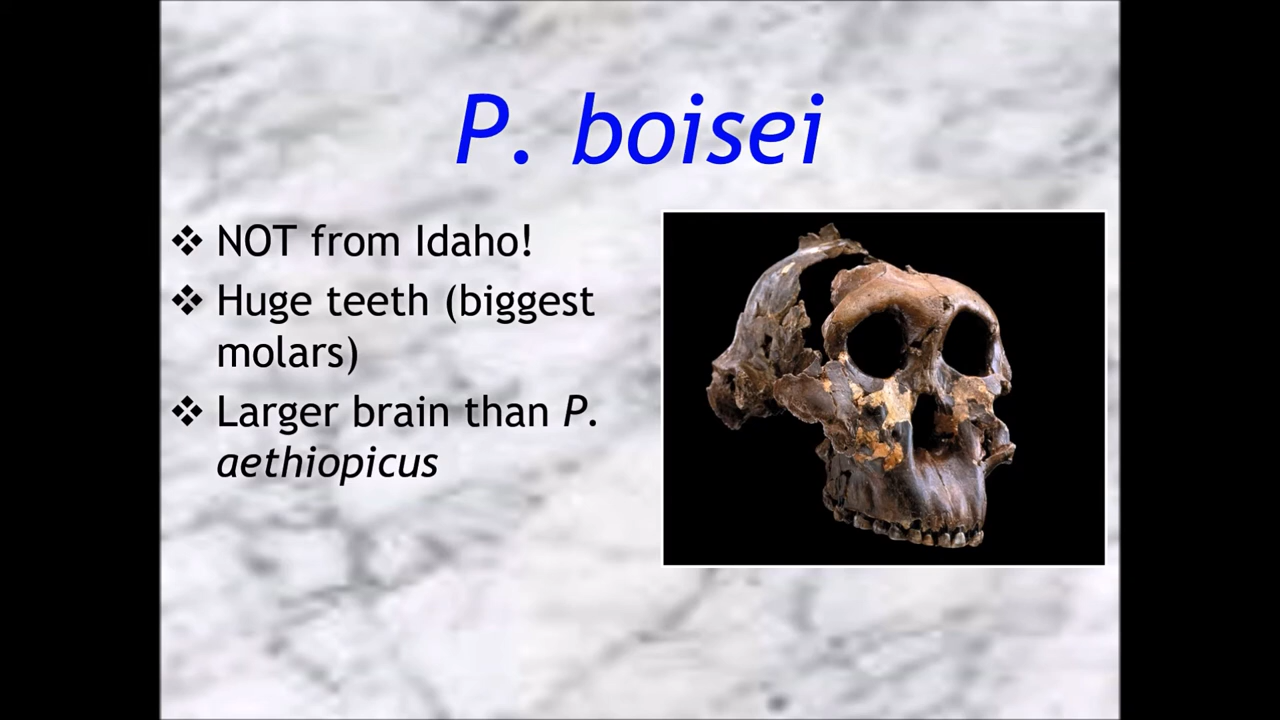 P. boisei
❖ NOT from Idaho!
❖ Huge teeth (biggest
molars)
❖ Larger brain than P.
aethiopicus